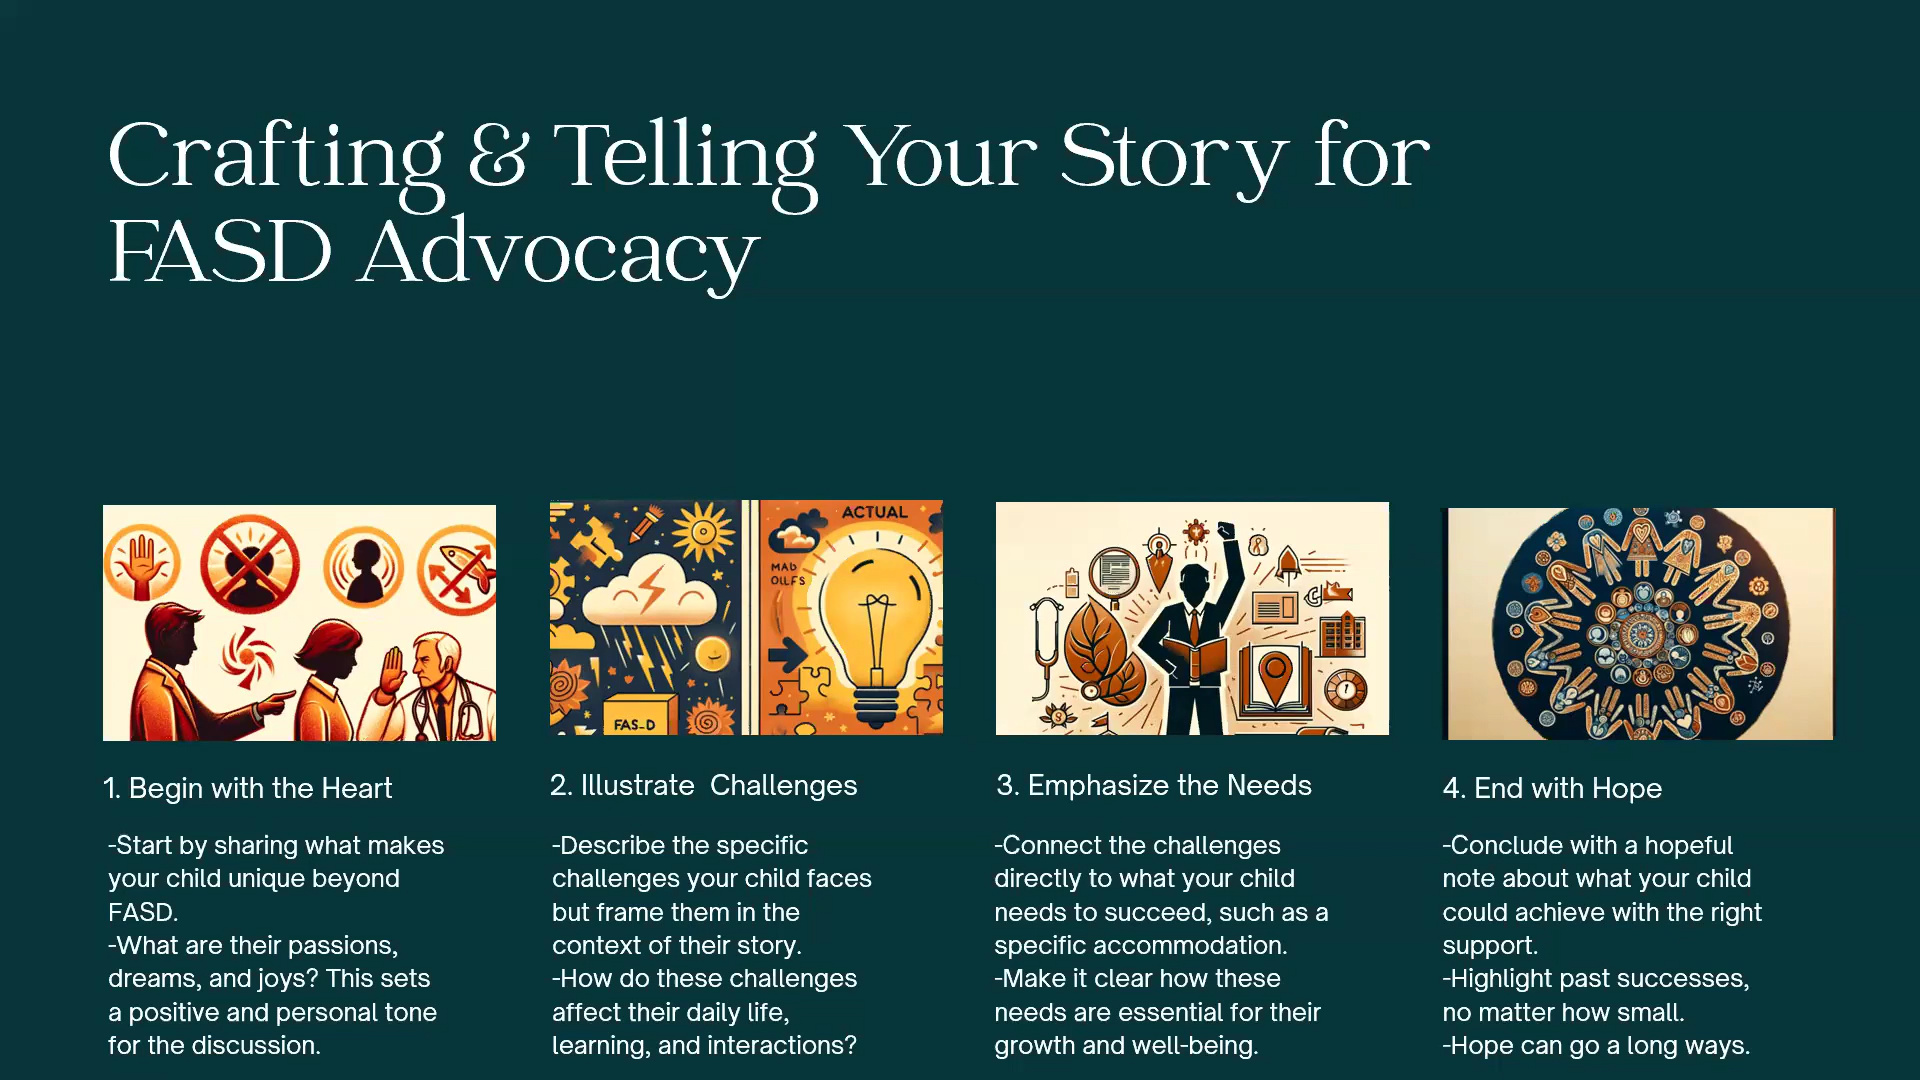 Crafting & Telling Your Story for
FASD Advocacy
ACTUAL
MAD
OILFS
FAS-D
1. Begin with the Heart
-Start by sharing what makes
your child unique beyond
FASD.
-What are their passions,
dreams, and joys? This sets
a positive and personal tone
for the discussion.
2. Illustrate  Challenges
-Describe the specific
challenges your child faces
but frame them in the
context of their story.
-How do these challenges
affect their daily life,
learning, and interactions?
3. Emphasize the Needs
-Connect the challenges
directly to what your child
needs to succeed, such as a
specific accommodation.
-Make it clear how these
needs are essential for their
growth and well-being.
4. End with Hope
-Conclude with a hopeful
note about what your child
could achieve with the right
support.
-Highlight past successes,
no matter how small.
-Hope can go a long ways.